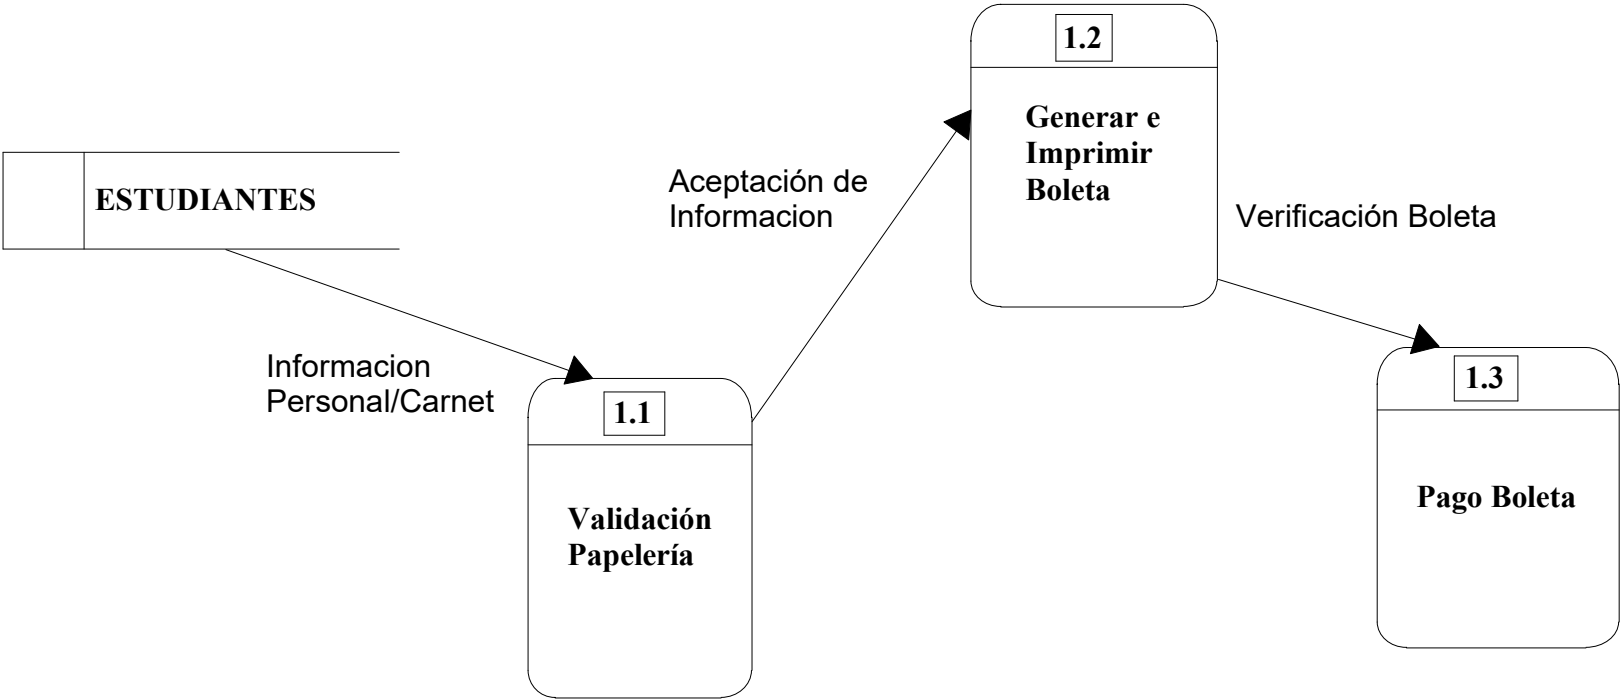 ESTUDIANTES
Informacion
Personal/Carnet
1.1
Validación
Papelería
Aceptación de
Informacion
1.2
Generar e
Imprimir
Boleta
Verificación Boleta
1.3
Pago Boleta